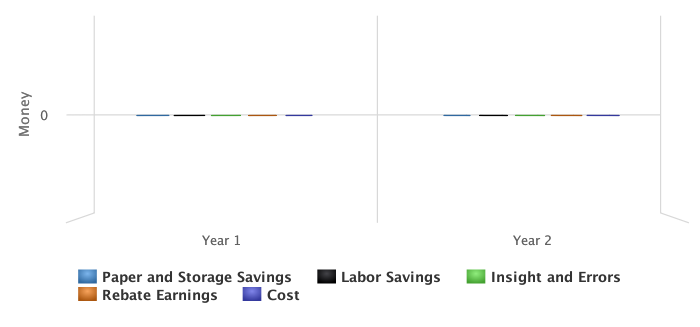 Money
0
Year 1 Year 2
Paper and Storage Savings Labor Savings Insight and Errors
Rebate Earnings Cost